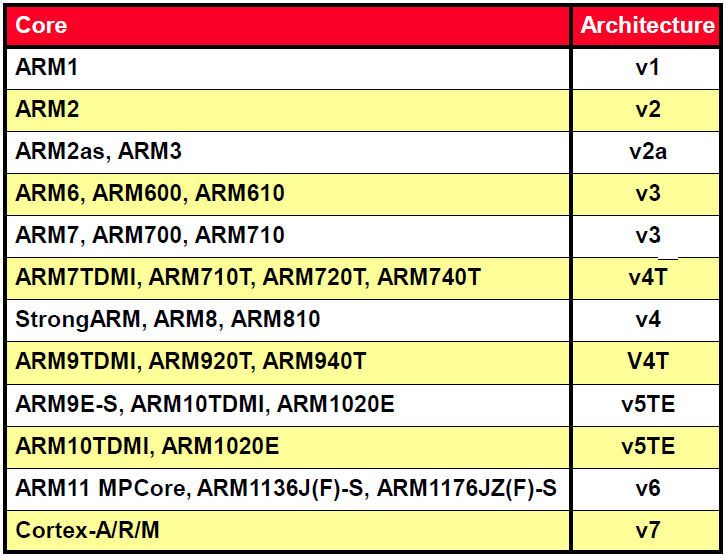 Core Architecture
ARM1 v1
ARM2 v2
ARM2as, ARM3 v2a
ARM6, ARM600, ARM610 v3
ARM7, ARM700, ARM710 v3
ARM7TDMI, ARM710T, ARM720T, ARM740T v4T
StrongARM, ARM8, ARM810 v4
ARM9TDMI, ARM920T, ARM940T V4T
ARM9E-S, ARM10TDMI, ARM1020E v5TE
ARM10TDMI, ARM1020E v5TE
ARM11 MPCore, ARM1136J(F)-S, ARM1176JZ(F)-S v6
Cortex-A/R/M v7